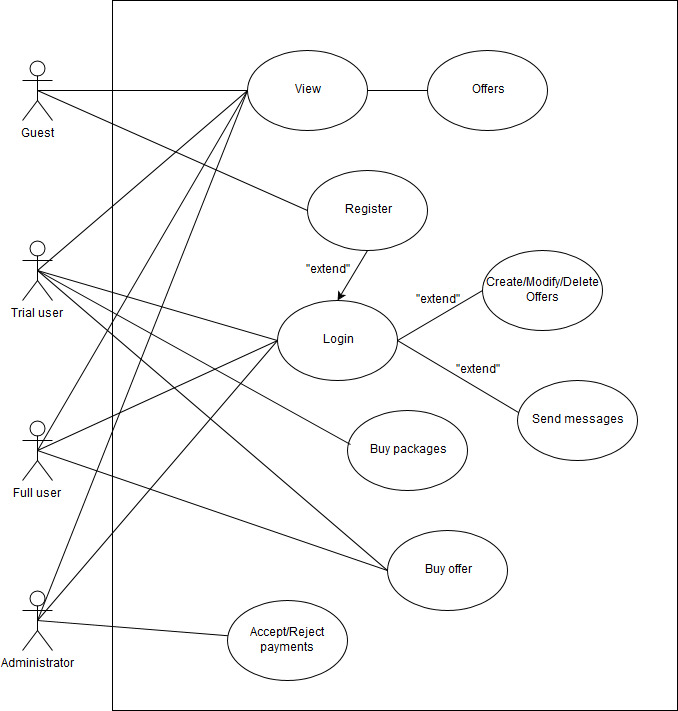 View
Offers
Guest
Register
"extend"
Create/Modify/Delete
Offers
"extend"
Trial user
Login
"extend"
Send messages
Buy packages
Full user
Buy offer
Accept/Reject
payments
Administrator